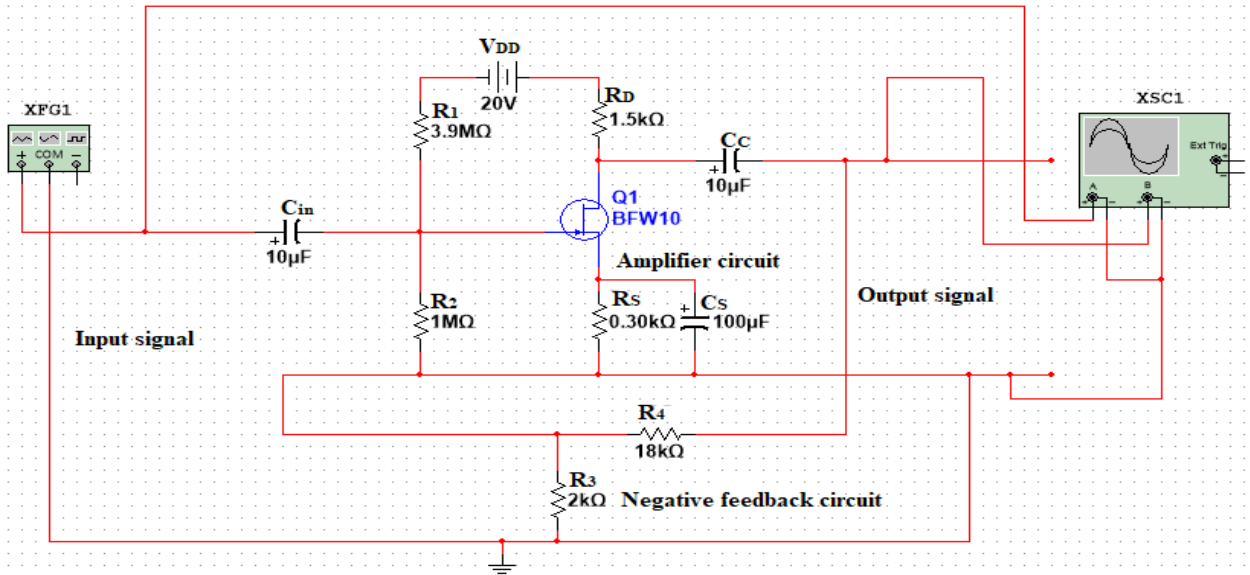 VDD
20V
XFG1
+ COM −
R1
3.9MΩ
RD
1.5kΩ
XSC1
Ext Trig
+
−
A
B
+ − + −
CC
+
10µF
Q1
BFW10
Cin
+
10µF
Amplifier circuit
Output signal
R2
1MΩ
RS
0.30kΩ
CS
+
100µF
Input signal
R4
18kΩ
R3
2kΩ
Negative feedback circuit